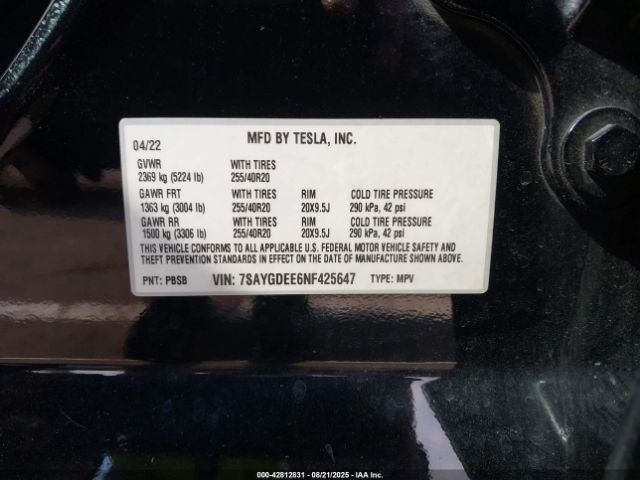 04/22 MFD BY TESLA, INC.
GVWR WITH TIRES
2369 kg (5224 lb) 255/40R20
GAWR FRT WITH TIRES RIM COLD TIRE PRESSURE
1363 kg (3004 lb) 255/40R20 20X9.5J 290 kPa, 42 psi
GAWR RR WITH TIRES RIM COLD TIRE PRESSURE
1500 kg (3306 lb) 255/40R20 20X9.5J 290 kPa, 42 psi
THIS VEHICLE CONFORMS TO ALL APPLICABLE U.S. FEDERAL MOTOR VEHICLE SAFETY AND
THEFT PREVENTION STANDARDS IN EFFECT ON THE DATE OF MANUFACTURE SHOWN ABOVE.
PNT: PBSB VIN: 7SAYGDEE6NF425647 TYPE: MPV
000-42812831 - 08/21/2025 - IAA Inc.